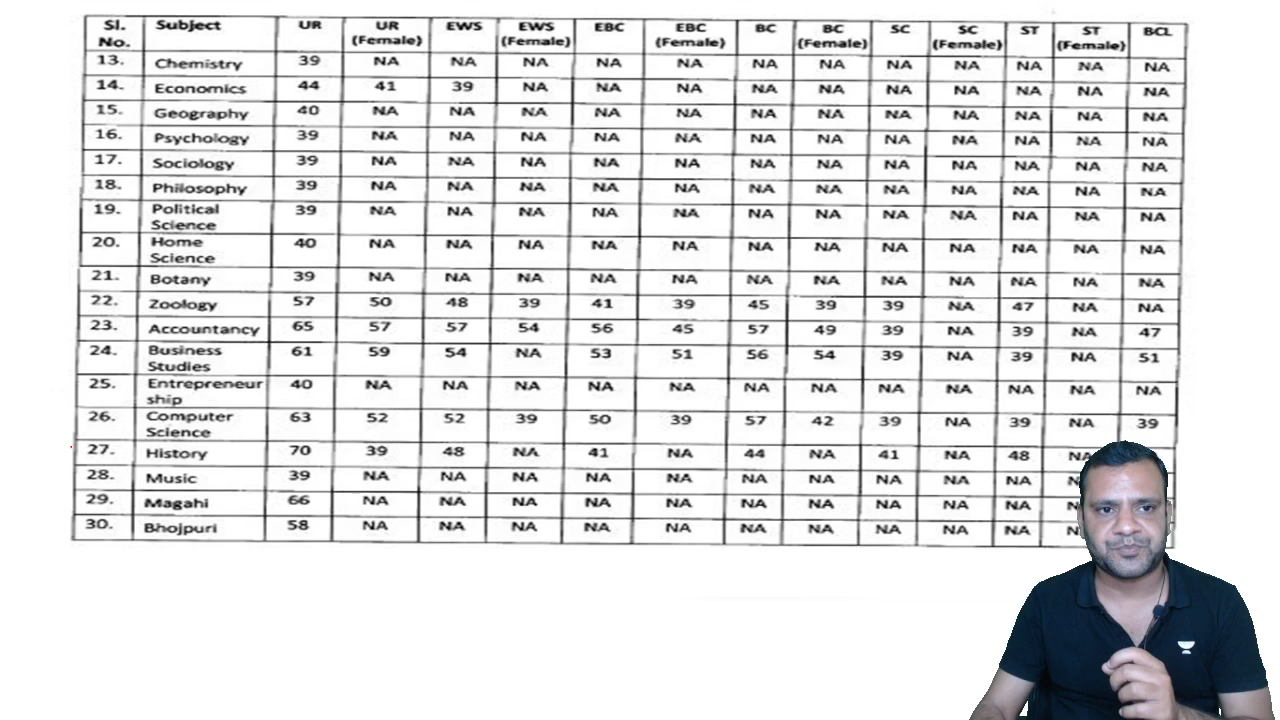 Sl. No. Subject UR UR (Female) EWS EWS (Female) EBC EBC (Female) BC BC (Female) SC SC (Female) ST ST (Female) BCL
13. Chemistry 39 NA NA NA NA NA NA NA NA NA NA NA NA
14. Economics 44 41 39 NA NA NA NA NA NA NA NA NA NA
15. Geography 40 NA NA NA NA NA NA NA NA NA NA NA NA
16. Psychology 39 NA NA NA NA NA NA NA NA NA NA NA NA
17. Sociology 39 NA NA NA NA NA NA NA NA NA NA NA NA
18. Philosophy 39 NA NA NA NA NA NA NA NA NA NA NA NA
19. Political Science 39 NA NA NA NA NA NA NA NA NA NA NA NA
20. Home Science 40 NA NA NA NA NA NA NA NA NA NA NA NA
21. Botany 39 NA NA NA NA NA NA NA NA NA NA NA NA
22. Zoology 57 50 48 39 41 39 45 39 39 NA 47 NA NA
23. Accountancy 65 57 57 54 56 45 57 49 39 NA 39 NA 47
24. Business Studies 61 59 54 NA 53 51 56 54 39 NA 39 NA 51
25. Entrepreneur ship 40 NA NA NA NA NA NA NA NA NA NA NA NA
26. Computer Science 63 52 52 39 50 39 57 42 39 NA 39 NA 39
27. History 70 39 48 NA 41 NA 44 NA 41 NA 48
28. Music 39 NA NA NA NA NA NA NA NA NA NA
29. Magahi 66 NA NA NA NA NA NA NA NA NA NA
30. Bhojpuri 58 NA NA NA NA NA NA NA NA NA NA